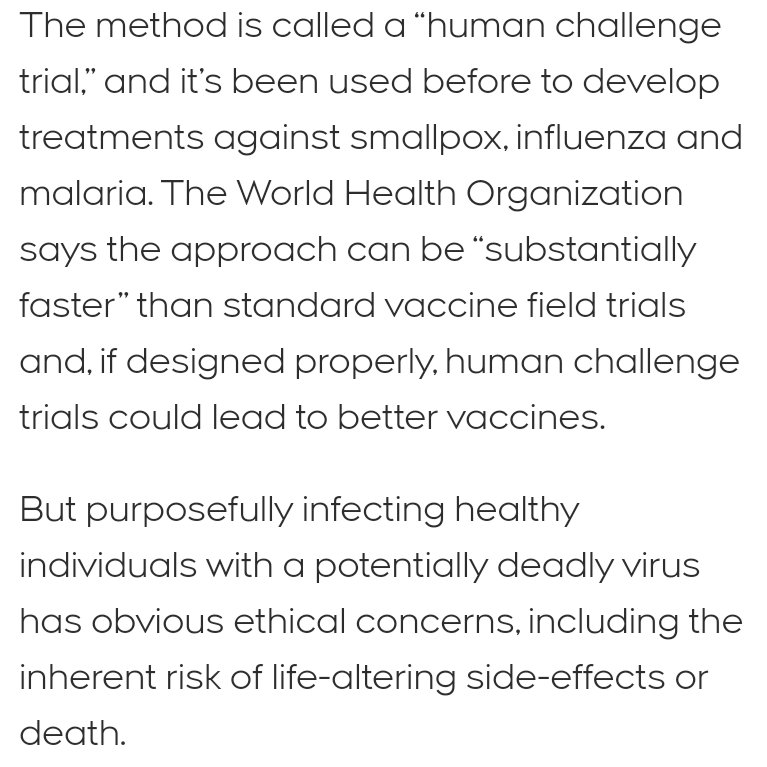 The method is called a “human challenge
trial,” and it’s been used before to develop
treatments against smallpox, influenza and
malaria. The World Health Organization
says the approach can be “substantially
faster” than standard vaccine field trials
and, if designed properly, human challenge
trials could lead to better vaccines.
But purposefully infecting healthy
individuals with a potentially deadly virus
has obvious ethical concerns, including the
inherent risk of life-altering side-effects or
death.